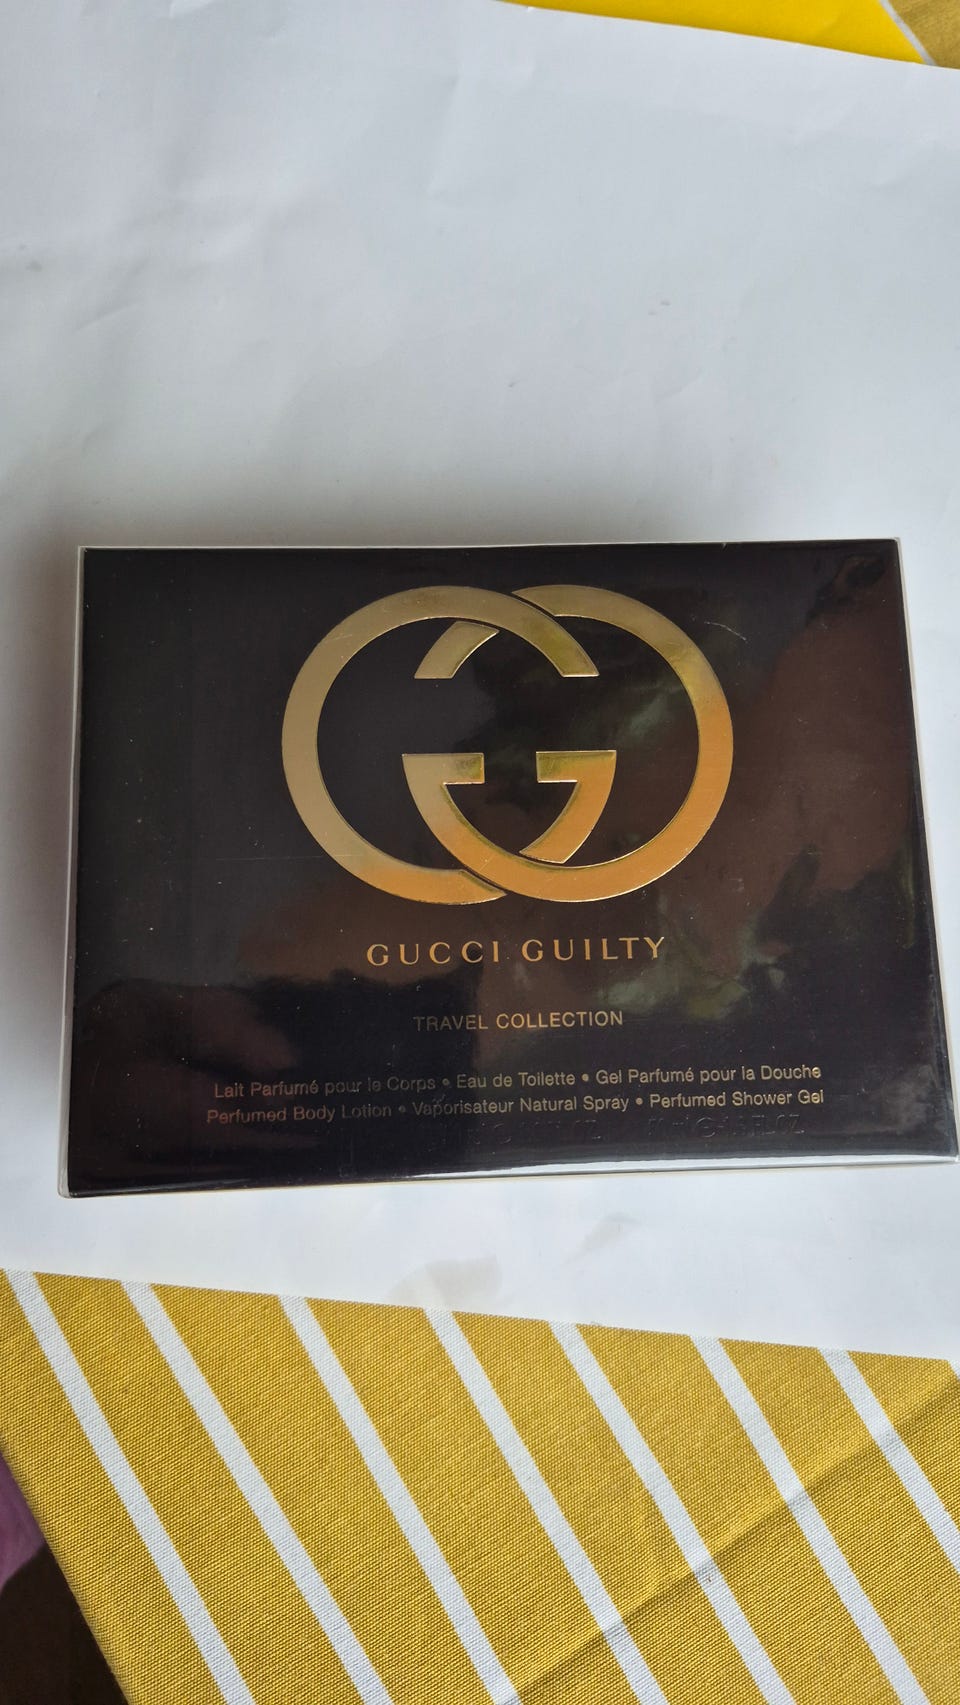 GUCCI GUILTY
TRAVEL COLLECTION
Lait Parfumé pour le Corps • Eau de Toilette • Gel Parfumé pour la Douche
Perfumed Body Lotion • Vaporisateur Natural Spray • Perfumed Shower Gel